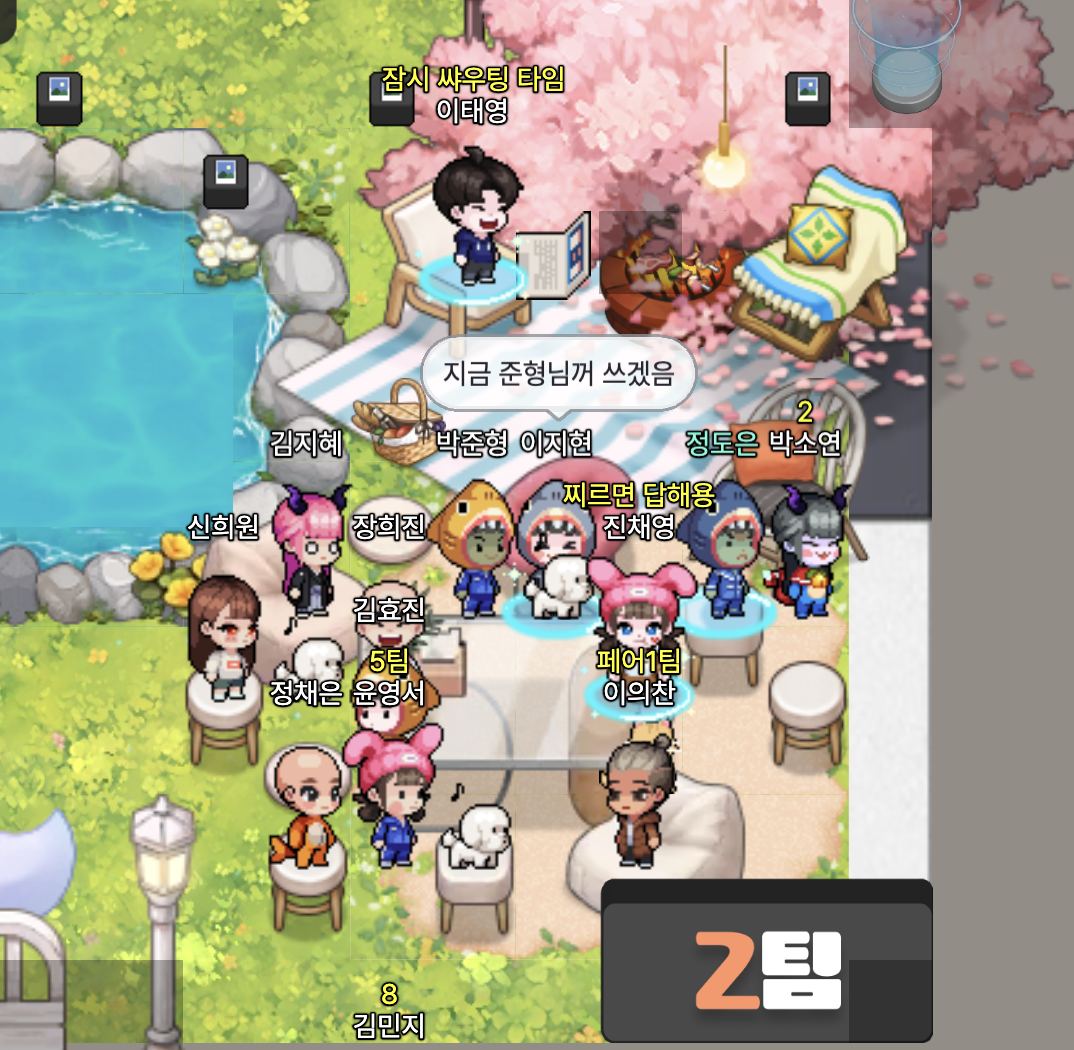 잠시 쌰우팅 타임
이태영
지금 준형님꺼 쓰겠음
2
김지혜
박준형
이지현
정도은
박소연
찌르면 답해용
신희원
장희진
진채영
김효진
5팀
페어1팀
정채은
윤영서
이의찬
2팀
8
김민지